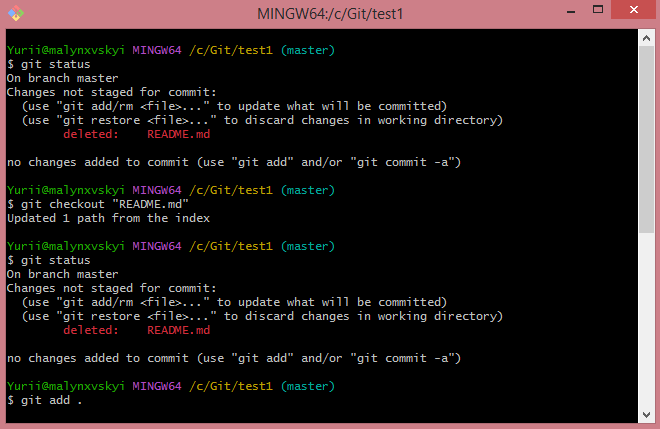 MINGW64:/c/Git/test1
Yurii@malynxvskyi MINGW64 /c/Git/test1 (master)
$ git status
On branch master
Changes not staged for commit:
  (use "git add/rm <file>..." to update what will be committed)
  (use "git restore <file>..." to discard changes in working directory)
        deleted:    README.md
no changes added to commit (use "git add" and/or "git commit -a")
Yurii@malynxvskyi MINGW64 /c/Git/test1 (master)
$ git checkout "README.md"
Updated 1 path from the index
Yurii@malynxvskyi MINGW64 /c/Git/test1 (master)
$ git status
On branch master
Changes not staged for commit:
  (use "git add/rm <file>..." to update what will be committed)
  (use "git restore <file>..." to discard changes in working directory)
        deleted:    README.md
no changes added to commit (use "git add" and/or "git commit -a")
Yurii@malynxvskyi MINGW64 /c/Git/test1 (master)
$ git add .